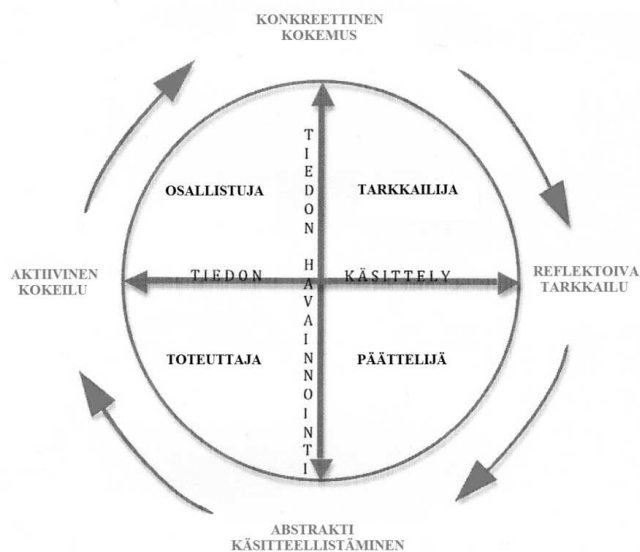 KONKREETTINEN
KOKEMUS
OSALLISTUJA
TARKKAILIJA
TIEDON HAVAINNOINTI
AKTIIVINEN
KOKEILU
TIEDON KÄSITTELY
REFLEKTOIVA
TARKKAILU
TOTEUTTAJA
PÄÄTTELIJÄ
ABSTRAKTI
KÄSITTEELLISTÄMINEN